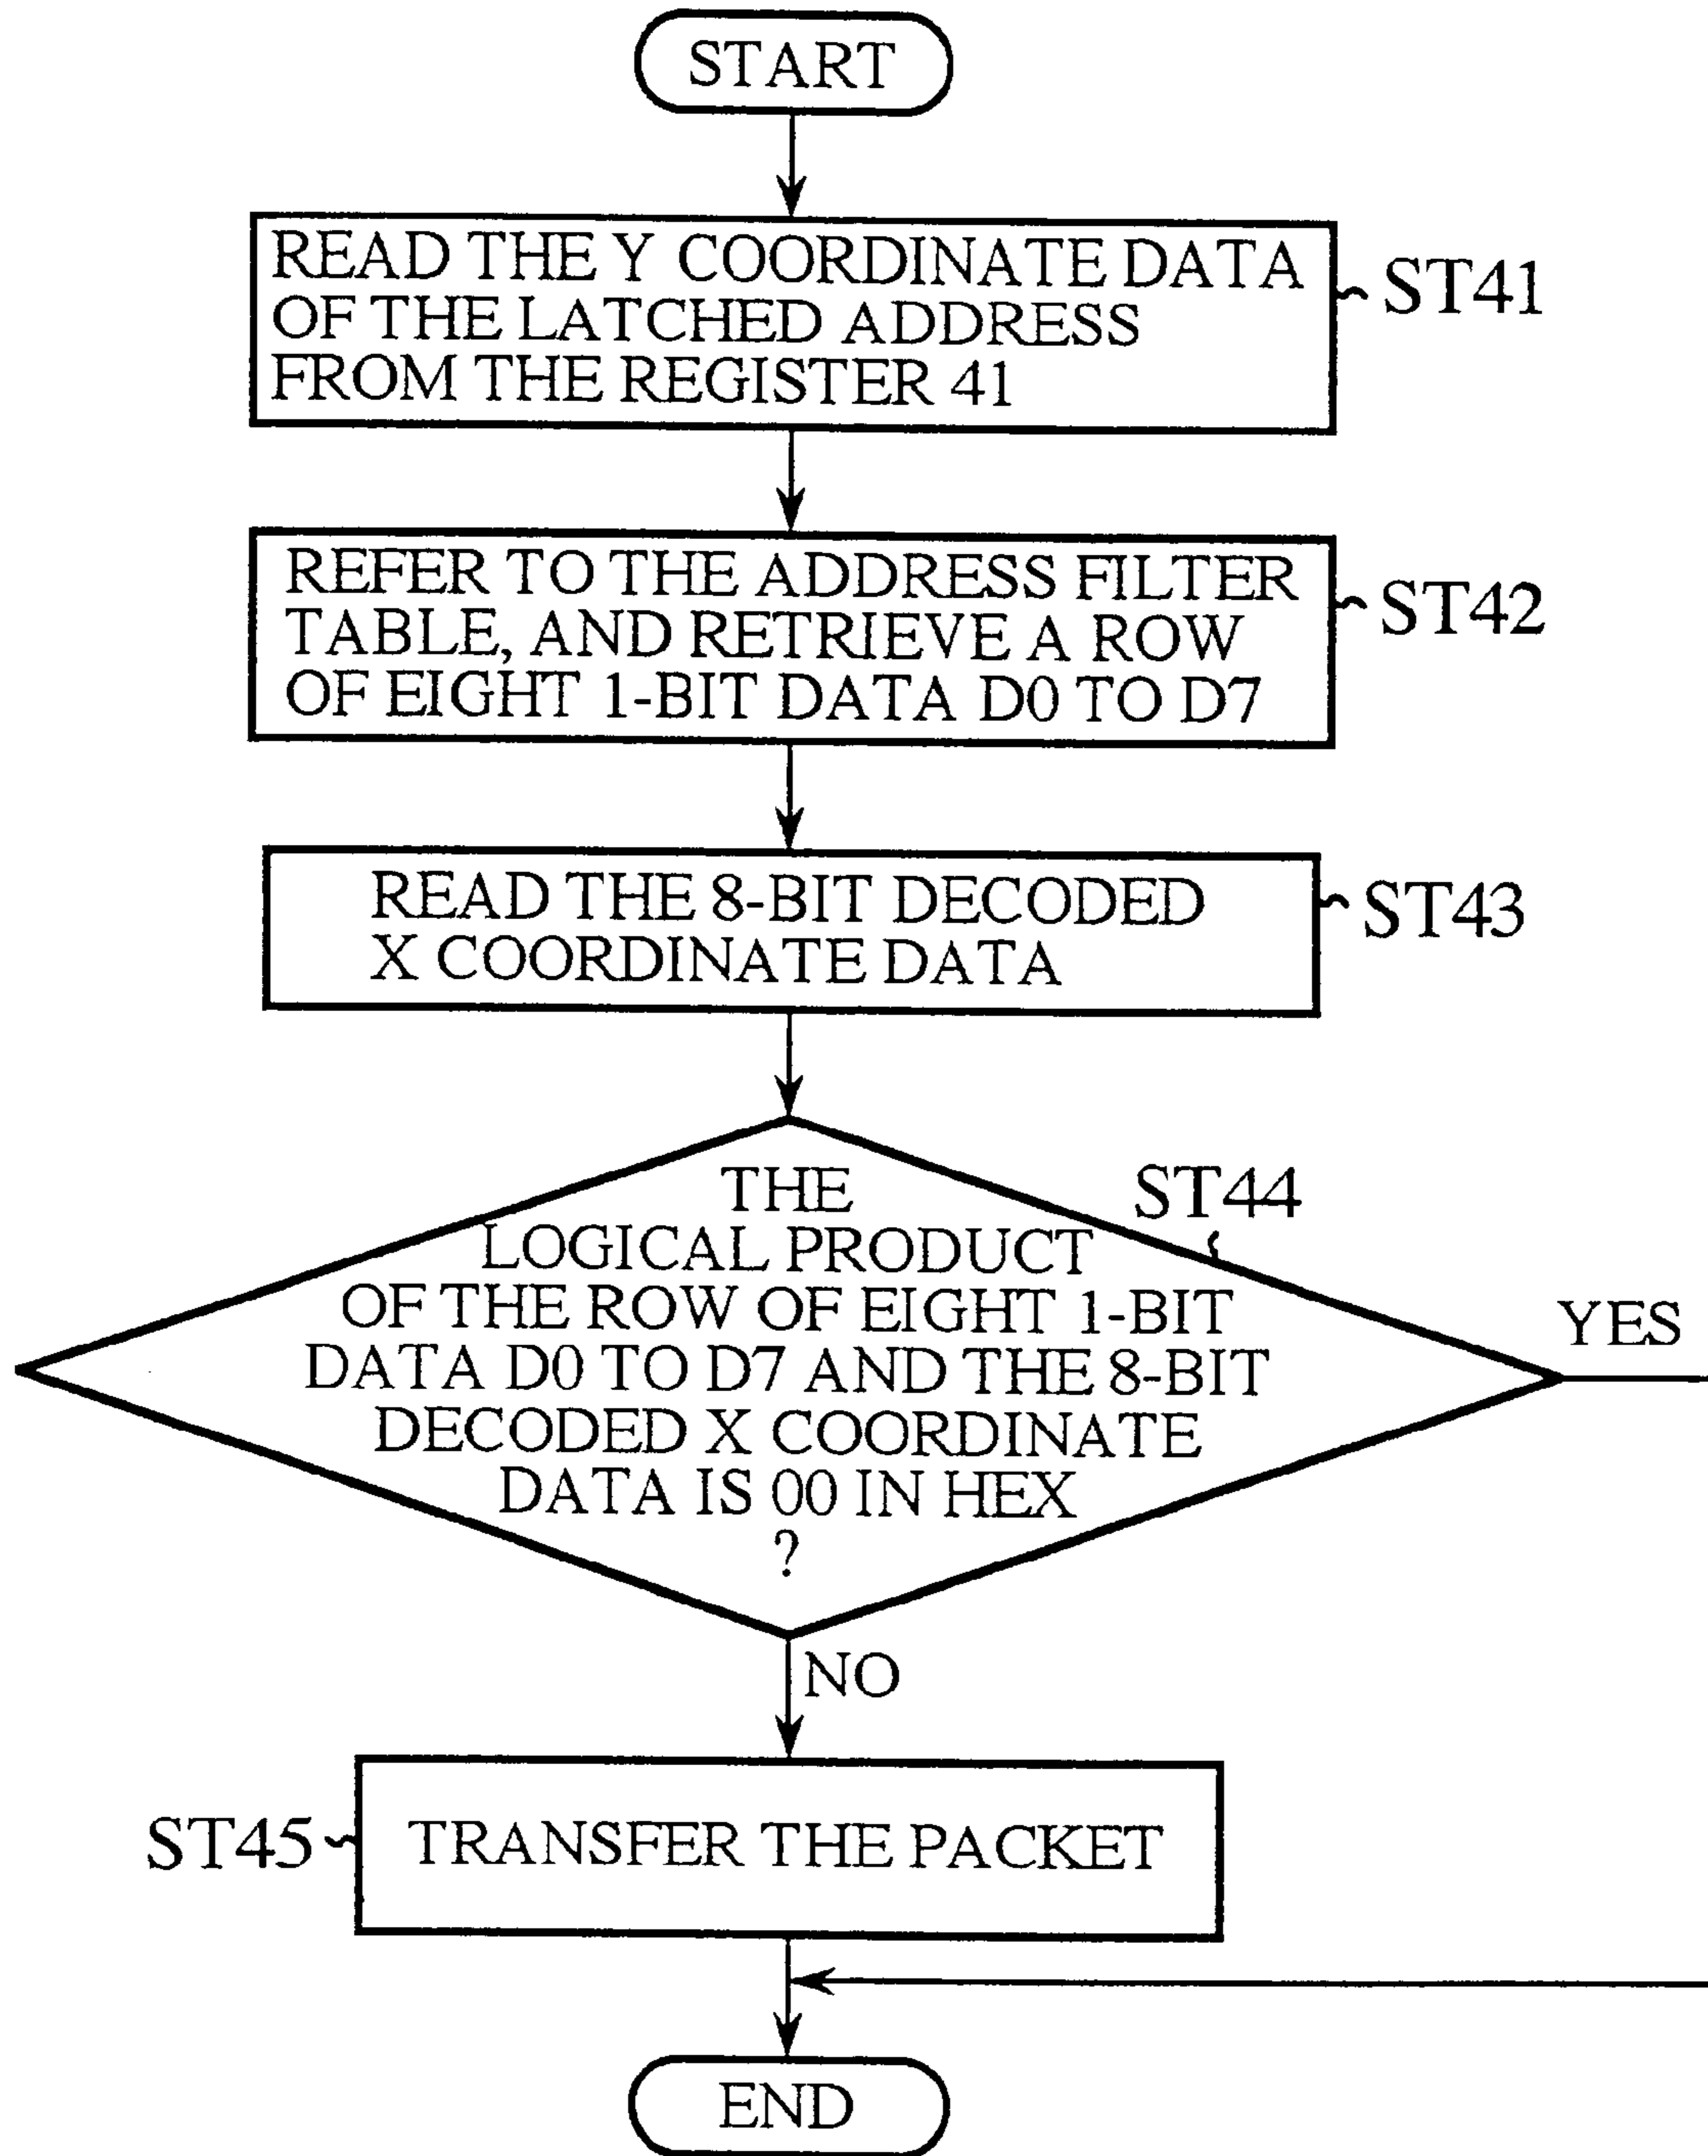 START
READ THE Y COORDINATE DATA
OF THE LATCHED ADDRESS
FROM THE REGISTER 41
ST41
REFER TO THE ADDRESS FILTER
TABLE, AND RETRIEVE A ROW
OF EIGHT 1-BIT DATA D0 TO D7
ST42
READ THE 8-BIT DECODED
X COORDINATE DATA
ST43
ST44
THE
LOGICAL PRODUCT
OF THE ROW OF EIGHT 1-BIT
DATA D0 TO D7 AND THE 8-BIT
DECODED X COORDINATE
DATA IS 00 IN HEX
?
YES
NO
ST45
TRANSFER THE PACKET
END